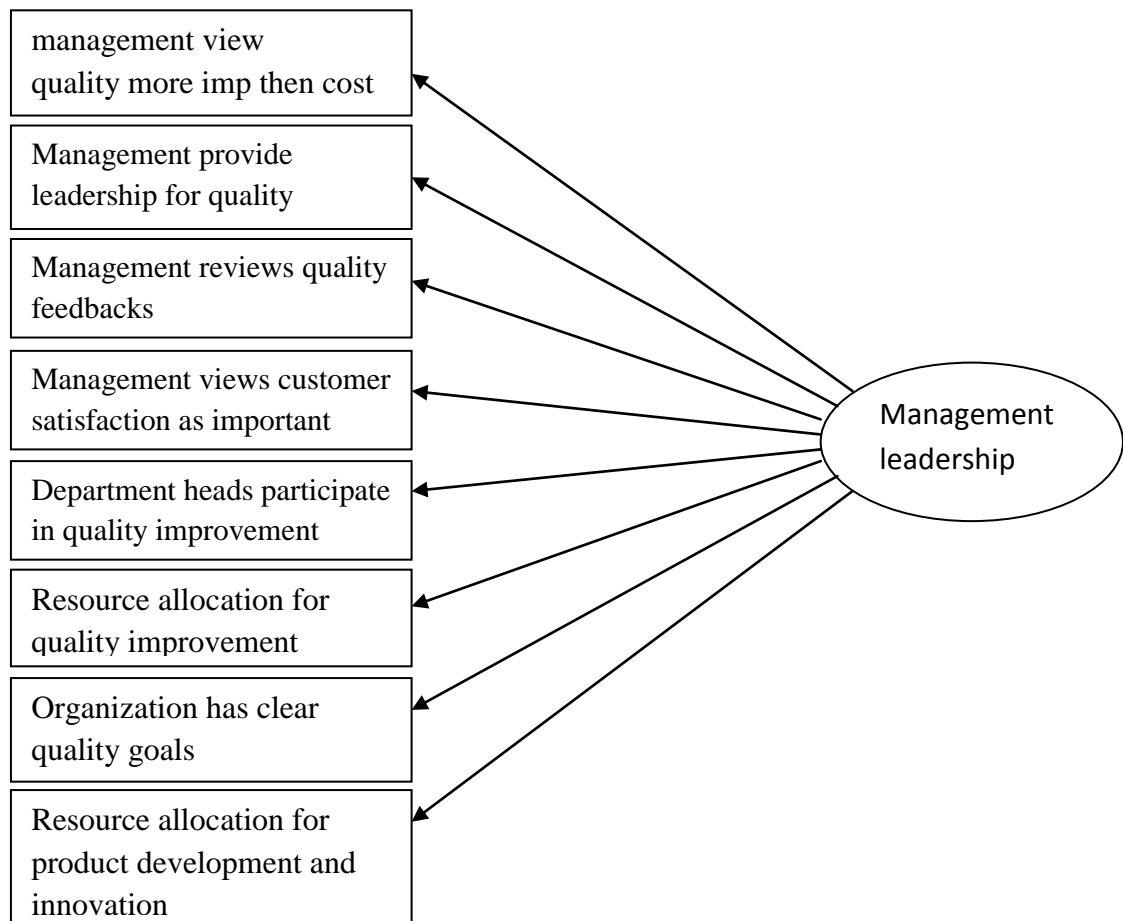 management view
quality more imp then cost
Management provide
leadership for quality
Management reviews quality
feedbacks
Management views customer
satisfaction as important
Department heads participate
in quality improvement
Resource allocation for
quality improvement
Organization has clear
quality goals
Resource allocation for
product development and
innovation
Management
leadership